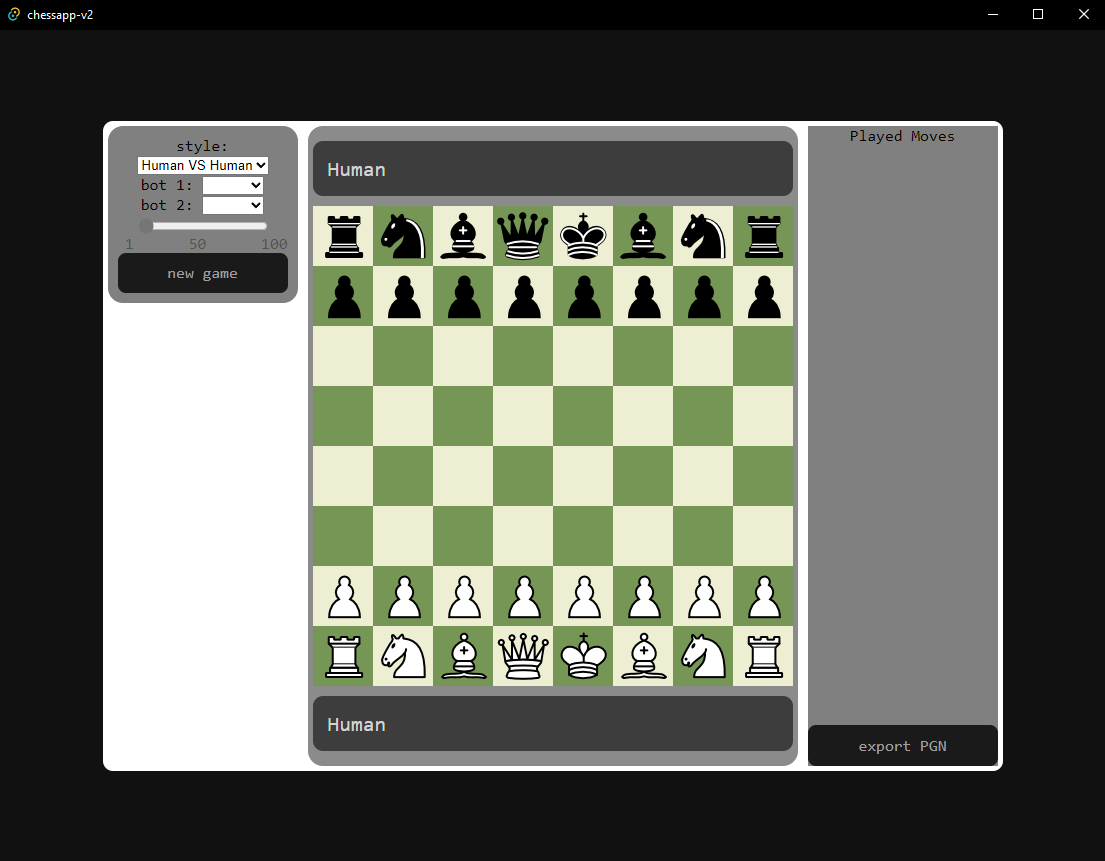 chessapp-v2
style:
Human VS Human
bot 1:
bot 2:
1 50 100
new game
Human
Human
Played Moves
export PGN